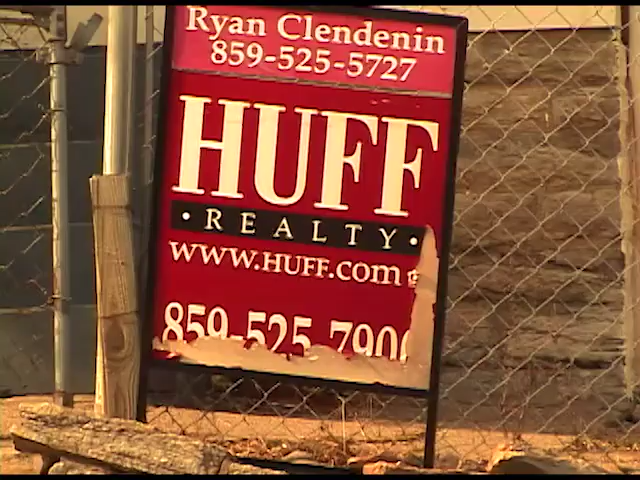 Ryan Clendenin
859-525-5727
HUFF
·REALTY·
www.HUFF.com
859-525-7900